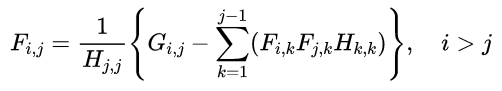 F_{i,j} = \frac{1}{H_{j,j}} \left\{ G_{i,j} - \sum_{k=1}^{j-1} (F_{i,k} F_{j,k} H_{k,k}) \right\}, \quad i > j